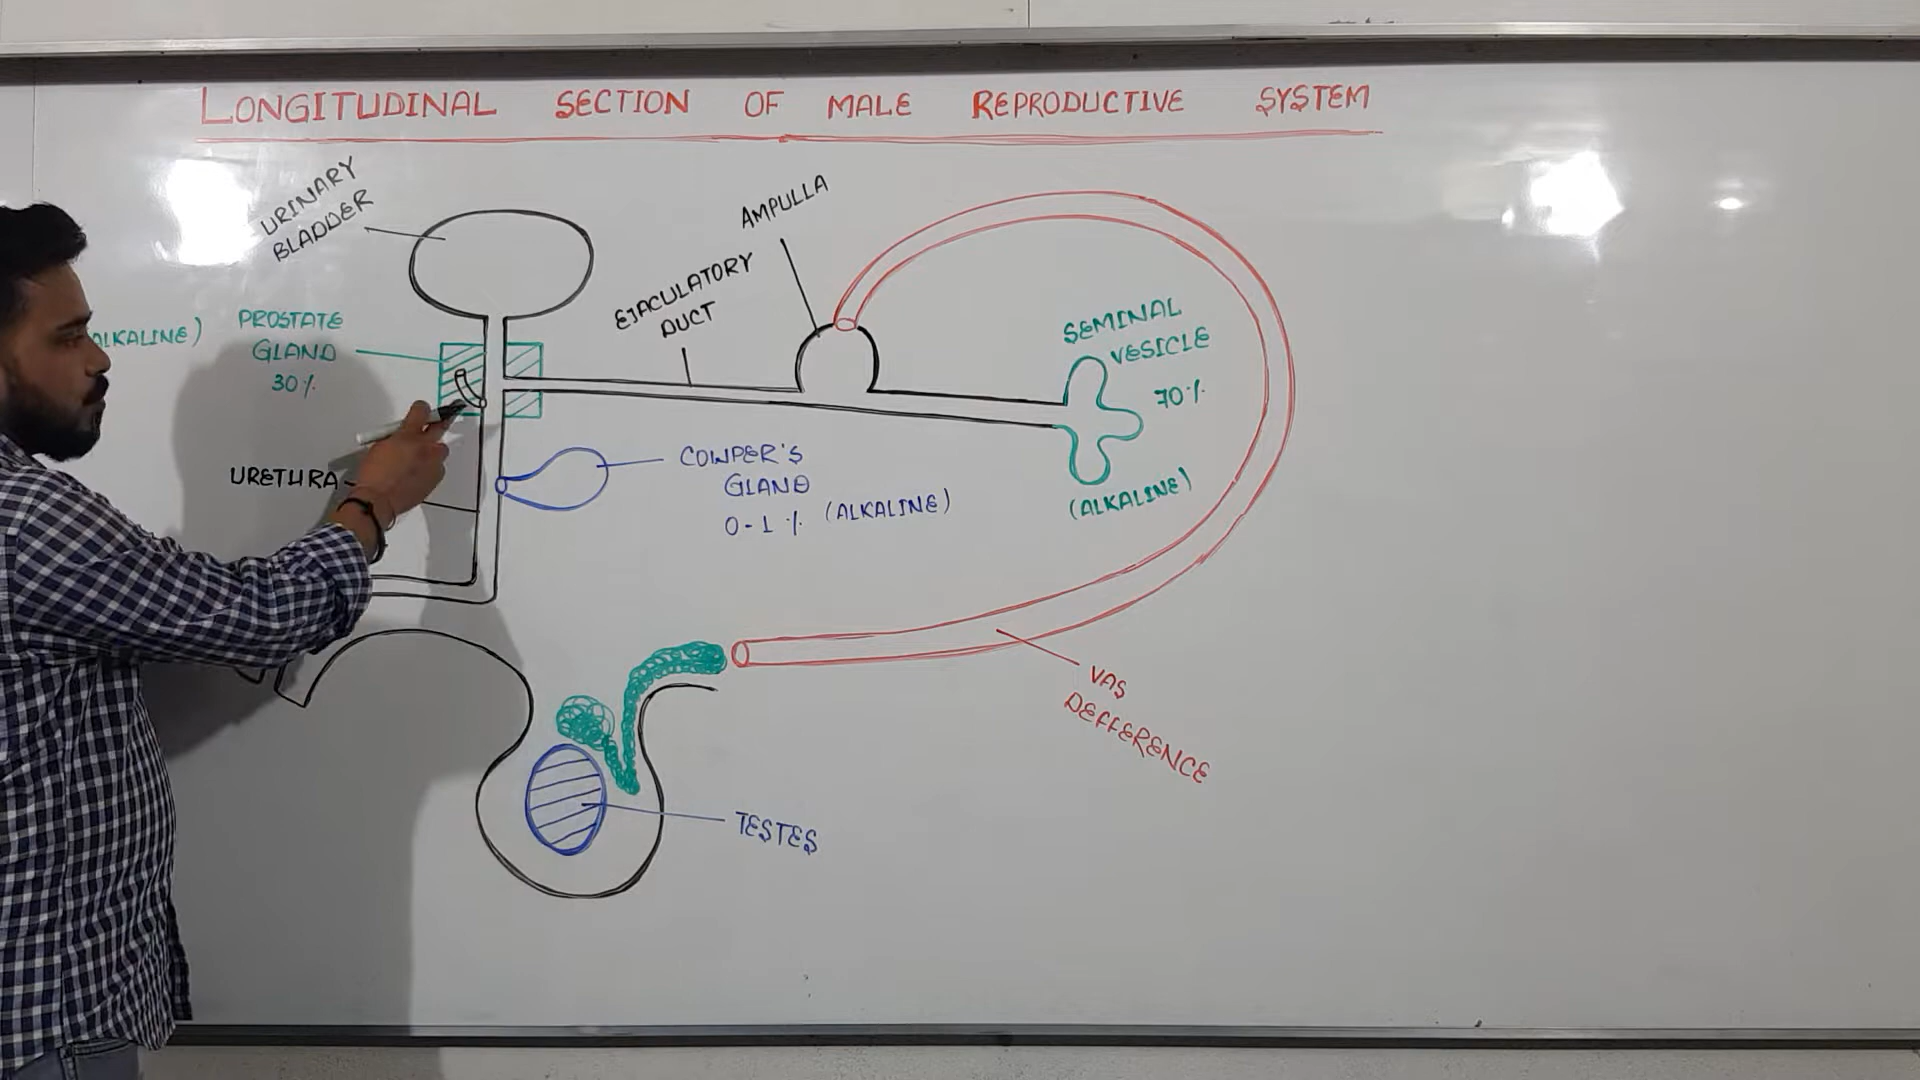 LONGITUDINAL SECTION OF MALE REPRODUCTIVE SYSTEM
URINARY
BLADDER
AMPULLA
EJACULATORY
DUCT
SEMINAL
VESICLE
70%
(ALKALINE)
ALKALINE)
PROSTATE
GLAND
30%
URETHRA
COWPER'S
GLAND
0-1% (ALKALINE)
VAS
DEFFERENCE
TESTES